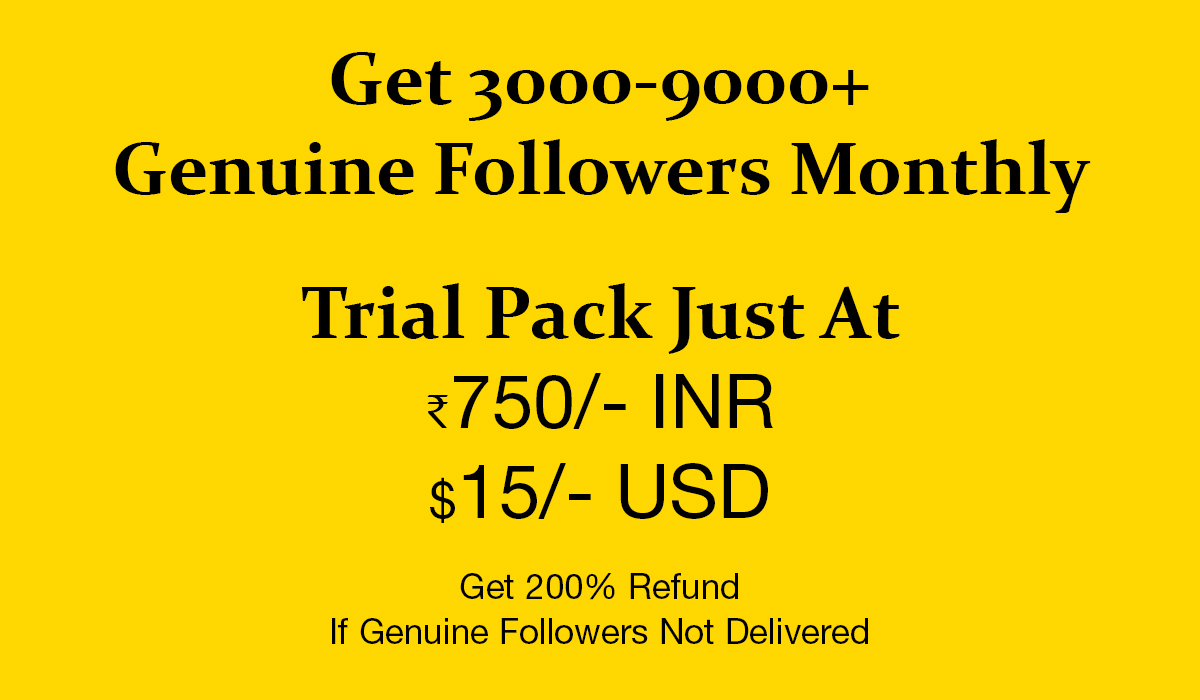 Get 3000-9000+
Genuine Followers Monthly
Trial Pack Just At
₹750/- INR
$15/- USD
Get 200% Refund
If Genuine Followers Not Delivered